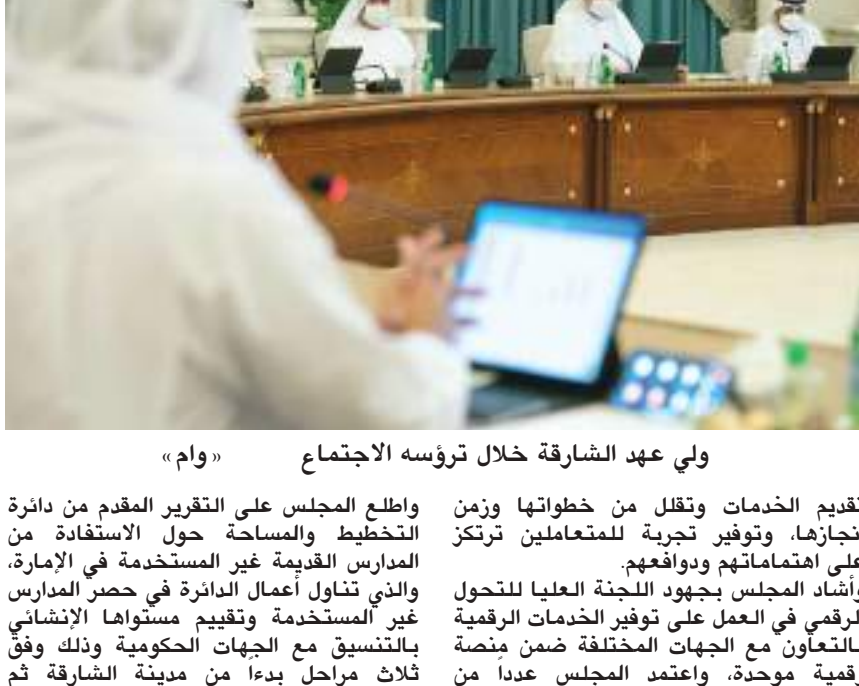 ولي عهد الشارقة خلال ترؤسه الاجتماع «وام»
تقديم الخدمات وتقلل من خطواتها وزمن
نجازها، وتوفير تجربة للمتعاملين ترتكز
على اهتماماتهم ودوافعهم.
وأشاد المجلس بجهود اللجنة العليا للتحول
لرقمي في العمل على توفير الخدمات الرقمية
بالتعاون مع الجهات المختلفة ضمن منصة
رقمية موحدة، واعتمد المجلس عدداً من
واطلع المجلس على التقرير المقدم من دائرة
التخطيط والمساحة حول الاستفادة من
المدارس القديمة غير المستخدمة في الإمارة،
والذي تناول أعمال الدائرة في حصر المدارس
غير المستخدمة وتقييم مستواها الإنشائي
بالتنسيق مع الجهات الحكومية وذلك وفق
ثلاث مراحل بدءاً من مدينة الشارقة ثم